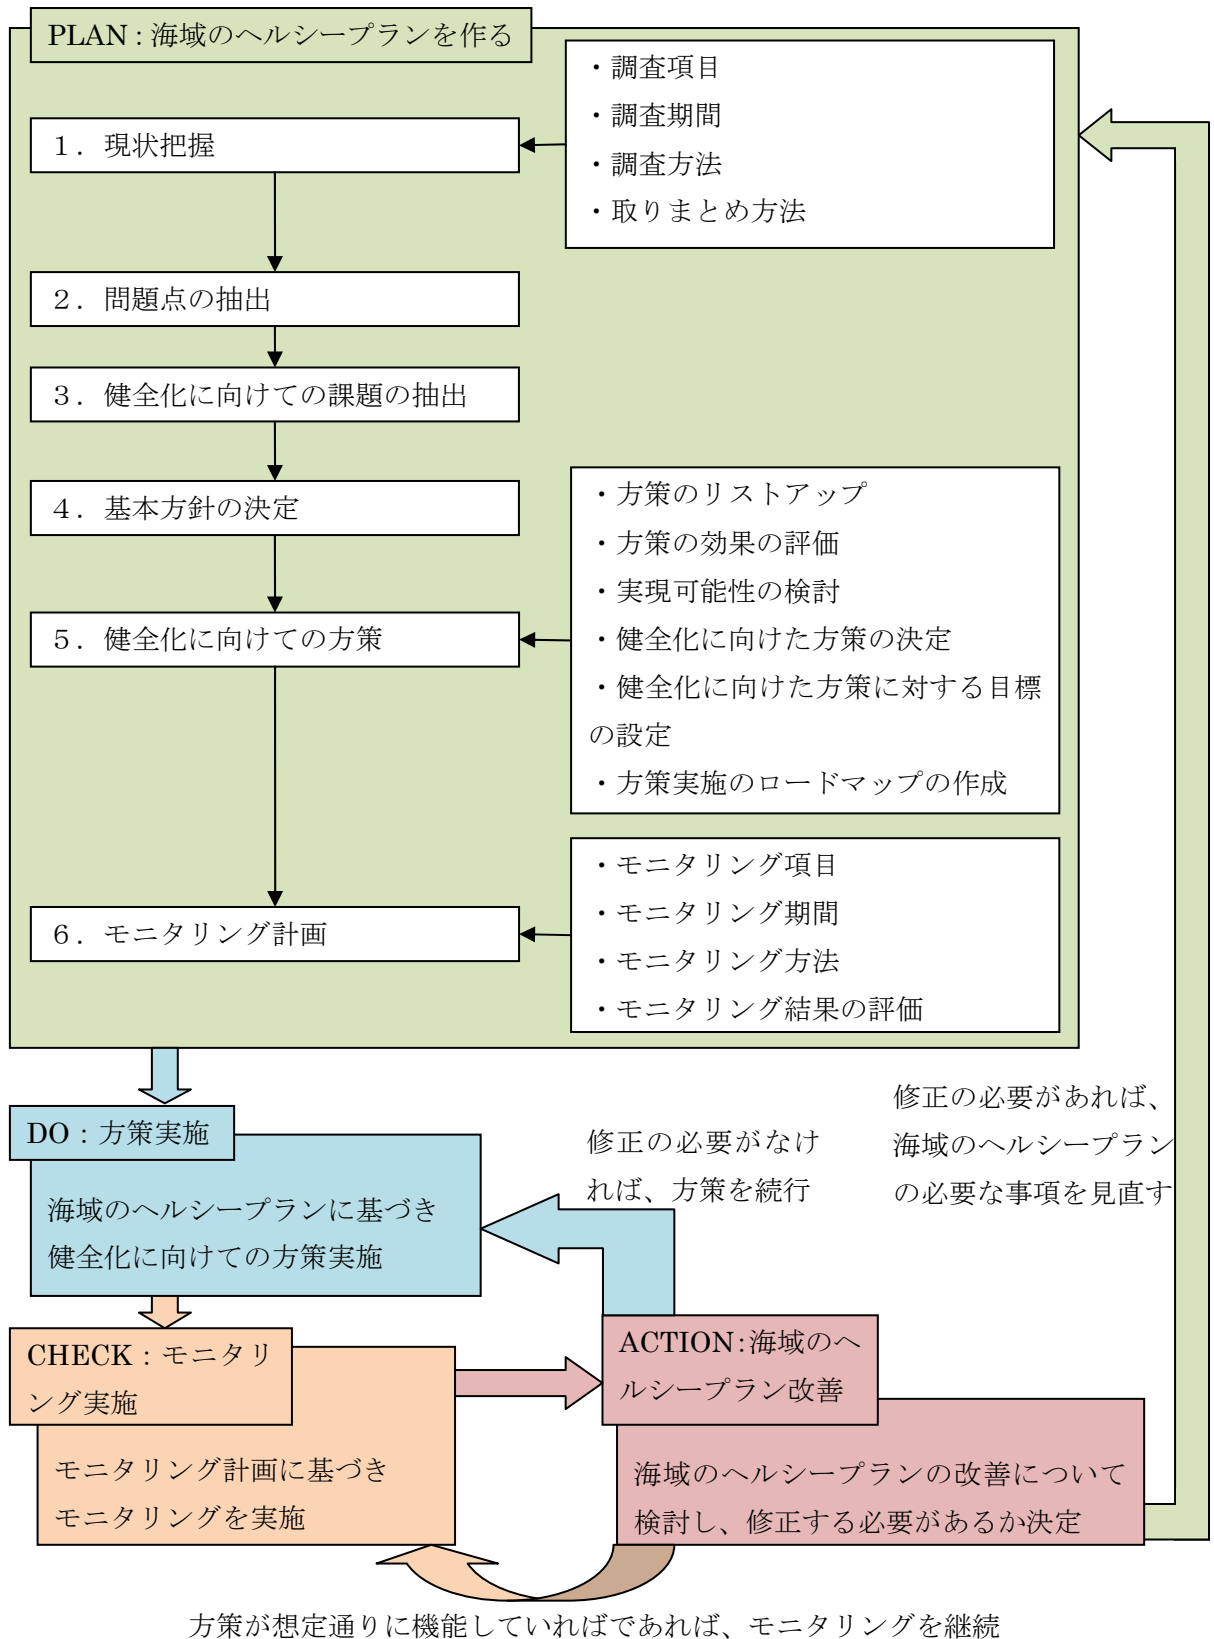 PLAN：海域のヘルシープランを作る
・調査項目
・調査期間
・調査方法
・取りまとめ方法
１．現状把握
２．問題点の抽出
３．健全化に向けての課題の抽出
４．基本方針の決定
・方策のリストアップ
・方策の効果の評価
・実現可能性の検討
・健全化に向けた方策の決定
・健全化に向けた方策に対する目標
の設定
・方策実施のロードマップの作成
５．健全化に向けての方策
・モニタリング項目
・モニタリング期間
・モニタリング方法
・モニタリング結果の評価
６．モニタリング計画
DO：方策実施
海域のヘルシープランに基づき
健全化に向けての方策実施
修正の必要がなけ
れば、方策を続行
修正の必要があれば、
海域のヘルシープラン
の必要な事項を見直す
CHECK：モニタリ
ング実施
モニタリング計画に基づき
モニタリングを実施
ACTION：海域のヘ
ルシープラン改善
海域のヘルシープランの改善について
検討し、修正する必要があるか決定
方策が想定通りに機能していればであれば、モニタリングを継続